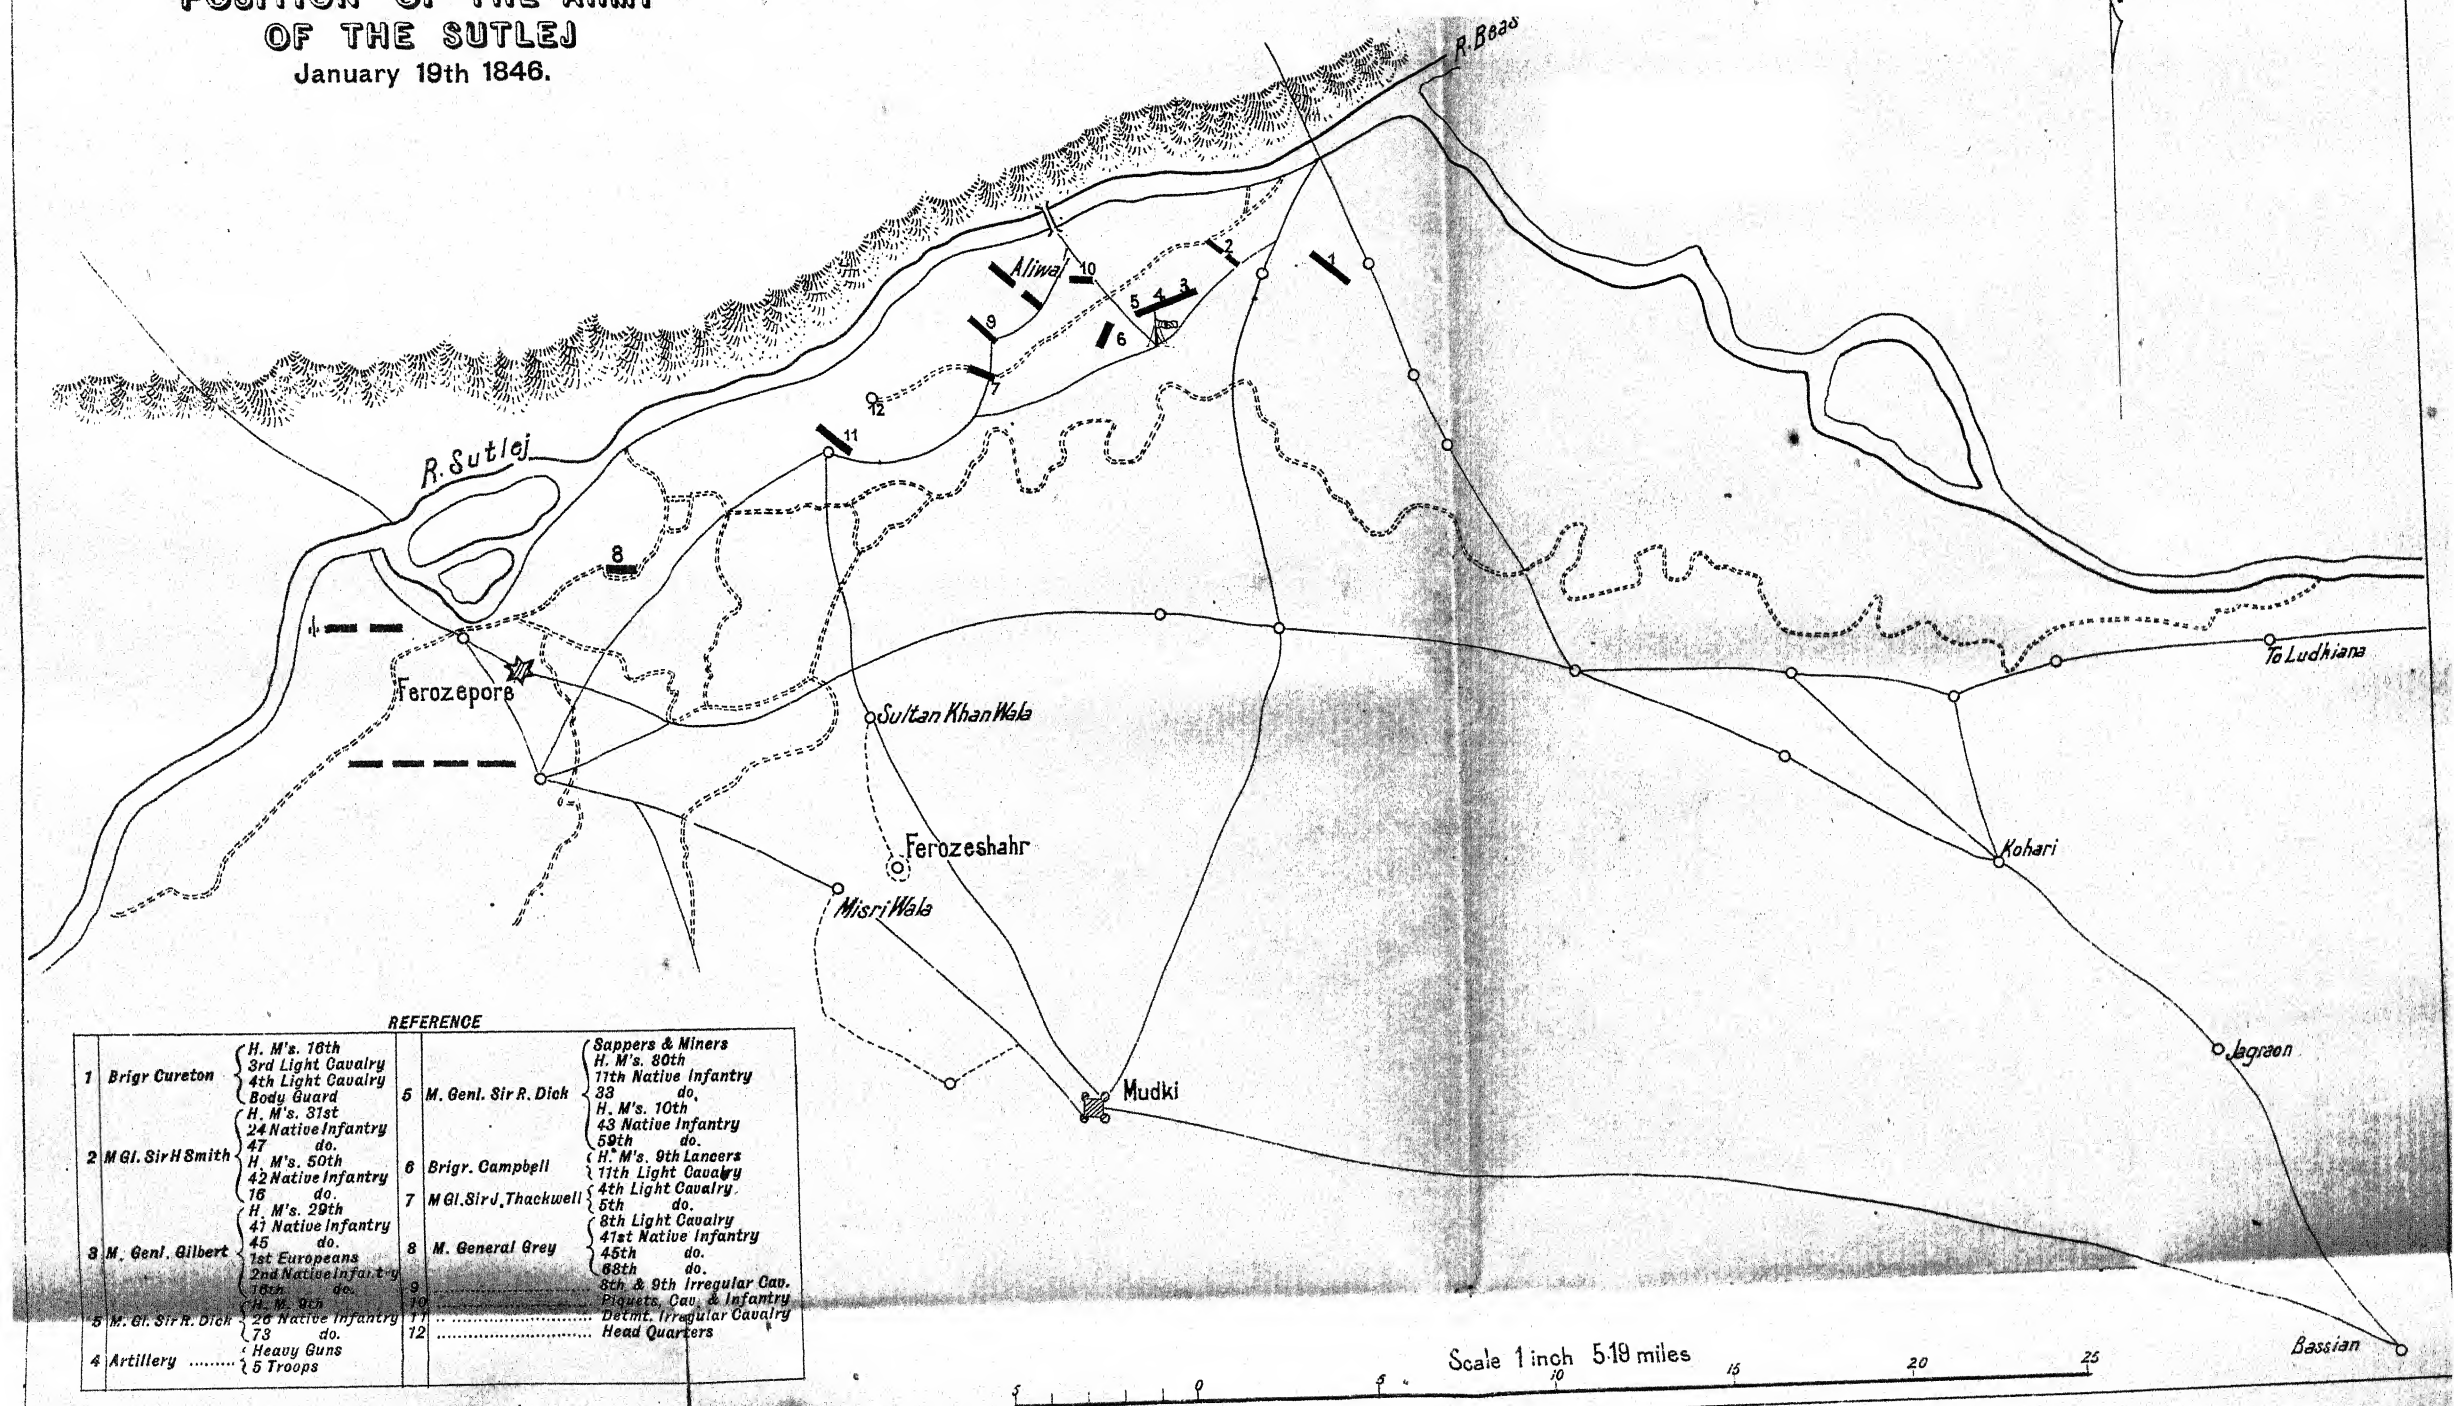 POSITION OF THE ARMY
OF THE SUTLEJ
January 19th 1846.
R. Beas
R. Sutlej
Aliwal
10
2
1
5 4 3
6
9
7
12
11
8
Ferozepore
Sultan Khan Wala
Ferozeshahr
Misri Wala
Mudki
To Ludhiana
Kohari
Jagraon
Bassian
REFERENCE
1 Brigr Cureton
H. M's. 16th
3rd Light Cavalry
4th Light Cavalry
Body Guard
2 M Gl. Sir H Smith
H. M's. 31st
24 Native Infantry
47 do.
H. M's. 50th
42 Native Infantry
16 do.
3 M. Genl. Gilbert
H. M's. 29th
41 Native Infantry
45 do.
1st Europeans
2nd Native Infantry
16th do.
5 M. Gl. Sir R. Dick
H. M. 9th
26 Native Infantry
73 do.
4 Artillery .........
Heavy Guns
5 Troops
5 M. Genl. Sir R. Dick
Sappers & Miners
H. M's. 80th
11th Native Infantry
33 do.
H. M's. 10th
43 Native Infantry
59th do.
6 Brigr. Campbell
H. M's. 9th Lancers
11th Light Cavalry
7 M Gl. Sir J. Thackwell
4th Light Cavalry.
5th do.
8 M. General Grey
8th Light Cavalry
41st Native Infantry
45th do.
68th do.
9 .............................. 8th & 9th Irregular Cav.
10 .............................. Piquets, Cav. & Infantry
11 .............................. Detmt. Irregular Cavalry
12 .............................. Head Quarters
Scale 1 inch 5·19 miles
5 0 5 10 15 20 25